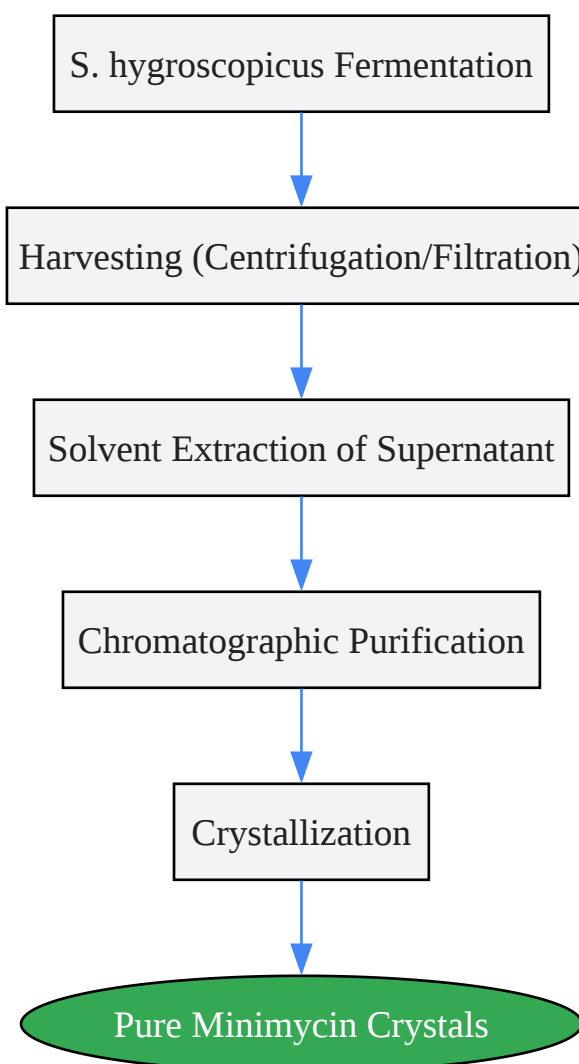 S. hygroscopicus Fermentation
Harvesting (Centrifugation/Filtration)
Solvent Extraction of Supernatant
Chromatographic Purification
Crystallization
Pure Minimycin Crystals